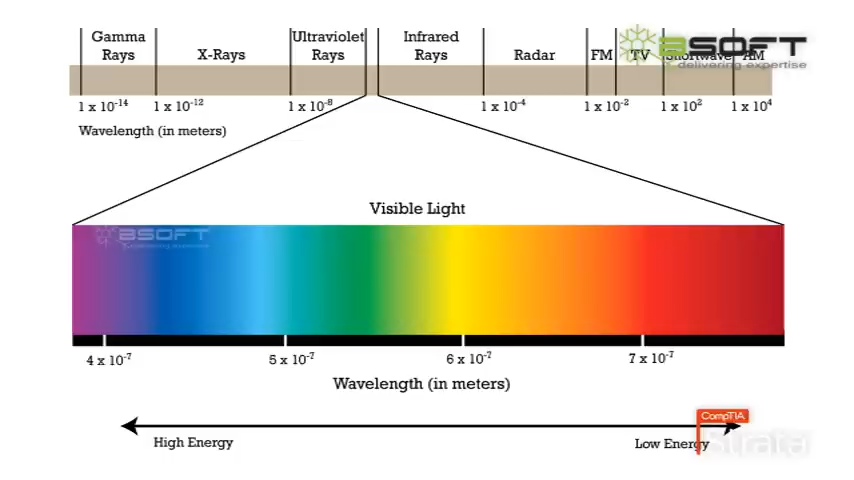 Gamma Rays
X-Rays
Ultraviolet Rays
Infrared Rays
Radar
FM
TV
Shortwave
AM
ASOFT
delivering expertise
1 x 10⁻¹⁴
1 x 10⁻¹²
1 x 10⁻⁸
1 x 10⁻⁴
1 x 10⁻²
1 x 10²
1 x 10⁴
Wavelength (in meters)
Visible Light
ASOFT
4 x 10⁻⁷
5 x 10⁻⁷
6 x 10⁻⁷
7 x 10⁻⁷
Wavelength (in meters)
CompTIA
Strata
High Energy
Low Energy